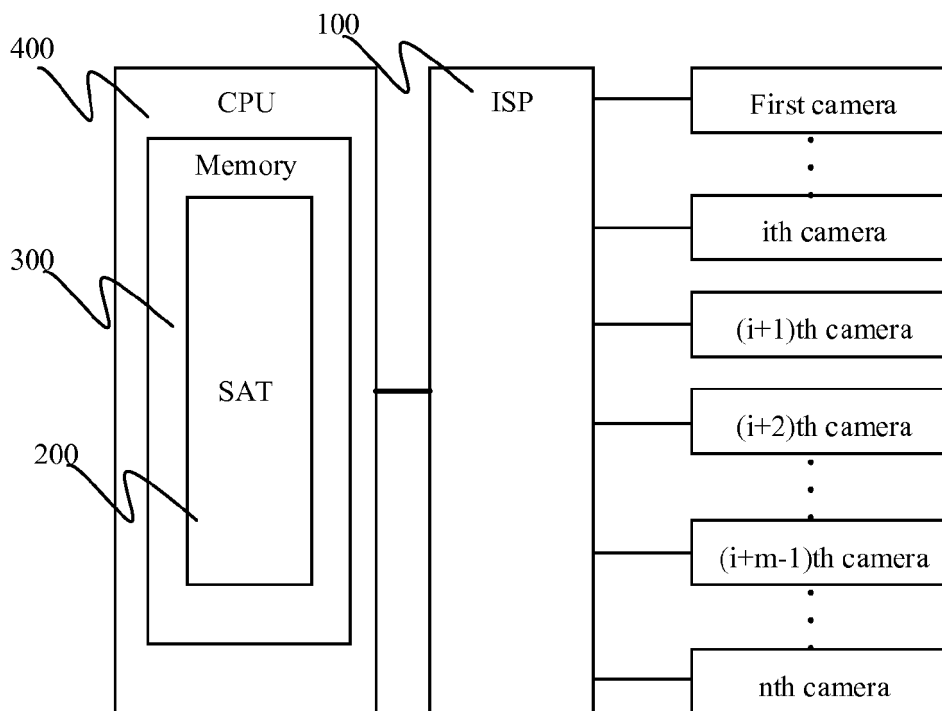 100
400
CPU
ISP
First camera
Memory
ith camera
300
(i+1)th camera
SAT
(i+2)th camera
200
(i+m-1)th camera
nth camera